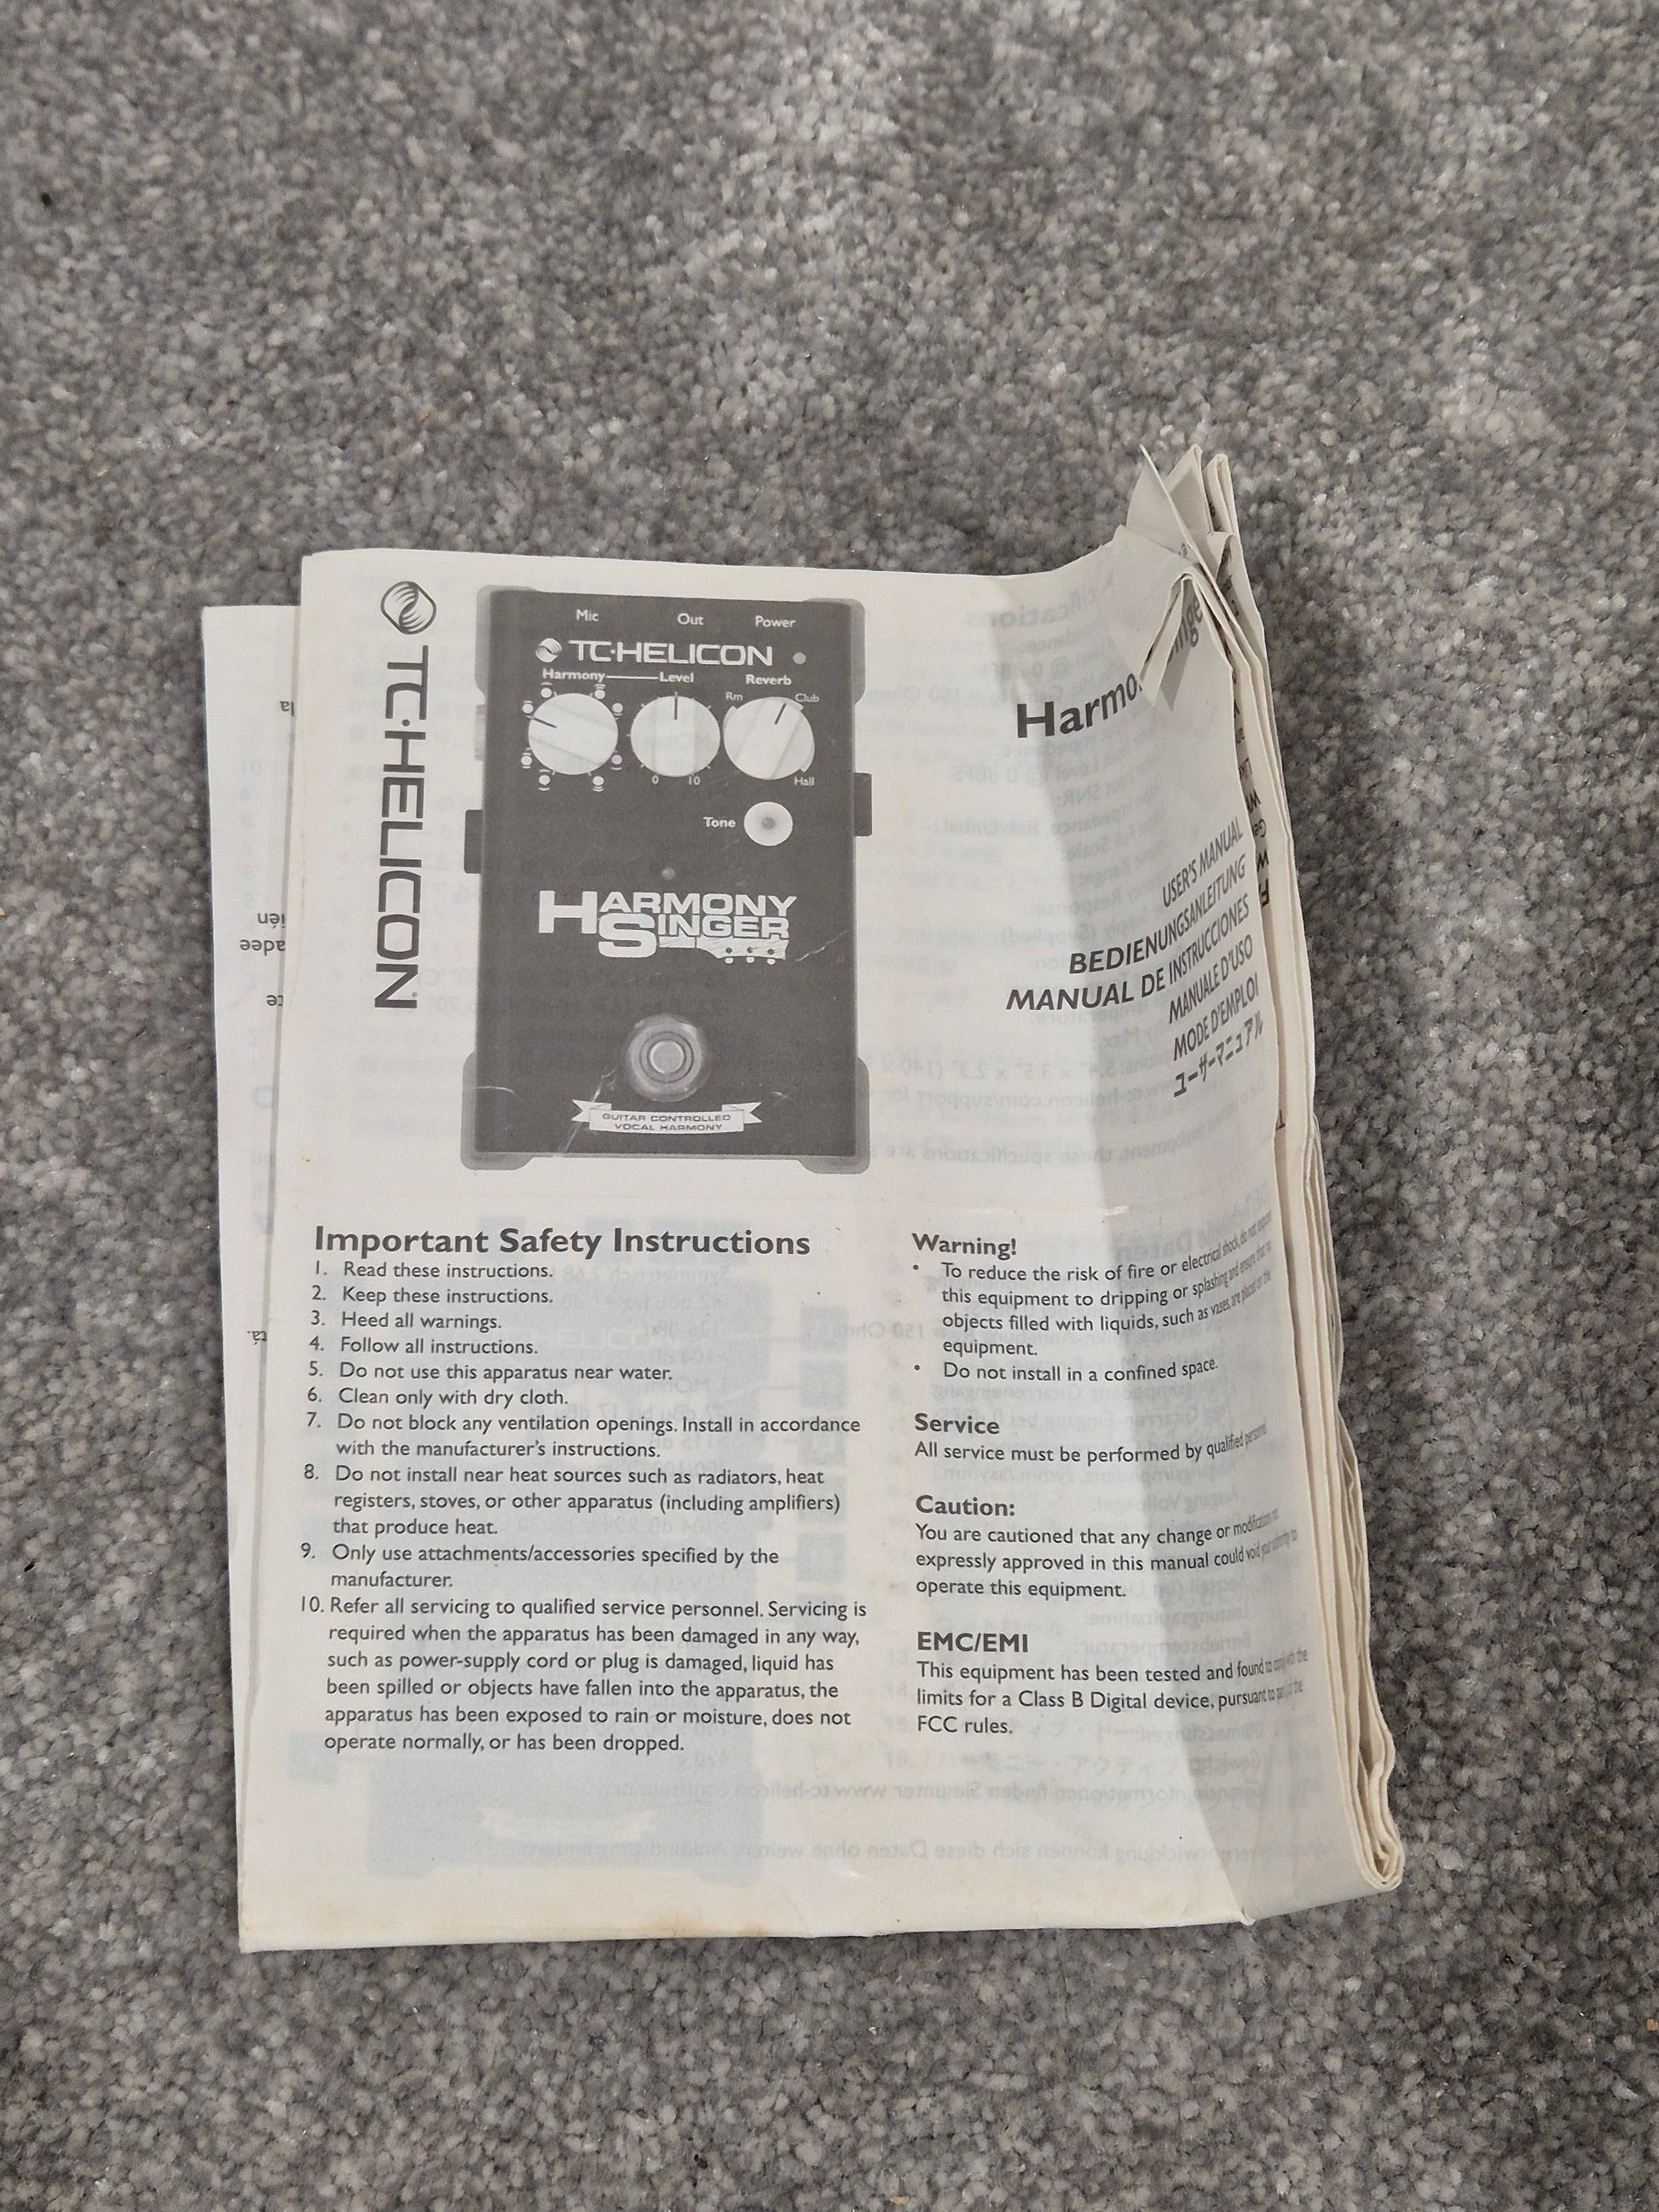 TC·HELICON
Mic Out Power
TC·HELICON
Harmony Level Reverb
Rm Club
0 10 Hall
Tone
HARMONY
SINGER
GUITAR CONTROLLED
VOCAL HARMONY
USER'S MANUAL
BEDIENUNGSANLEITUNG
MANUAL DE INSTRUCCIONES
MANUALE D'USO
MODE D'EMPLOI
ユーザーマニュアル
Important Safety Instructions
1. Read these instructions.
2. Keep these instructions.
3. Heed all warnings.
4. Follow all instructions.
5. Do not use this apparatus near water.
6. Clean only with dry cloth.
7. Do not block any ventilation openings. Install in accordance
with the manufacturer's instructions.
8. Do not install near heat sources such as radiators, heat
registers, stoves, or other apparatus (including amplifiers)
that produce heat.
9. Only use attachments/accessories specified by the
manufacturer.
10. Refer all servicing to qualified service personnel. Servicing is
required when the apparatus has been damaged in any way,
such as power-supply cord or plug is damaged, liquid has
been spilled or objects have fallen into the apparatus, the
apparatus has been exposed to rain or moisture, does not
operate normally, or has been dropped.
Warning!
• To reduce the risk of fire or electrical shock, do not expose
this equipment to dripping or splashing and ensure that no
objects filled with liquids, such as vases, are placed on the
equipment.
• Do not install in a confined space.
Service
All service must be performed by qualified personnel.
Caution:
You are cautioned that any change or modifications not
expressly approved in this manual could void your authority to
operate this equipment.
EMC/EMI
This equipment has been tested and found to comply with the
limits for a Class B Digital device, pursuant to part of the
FCC rules.